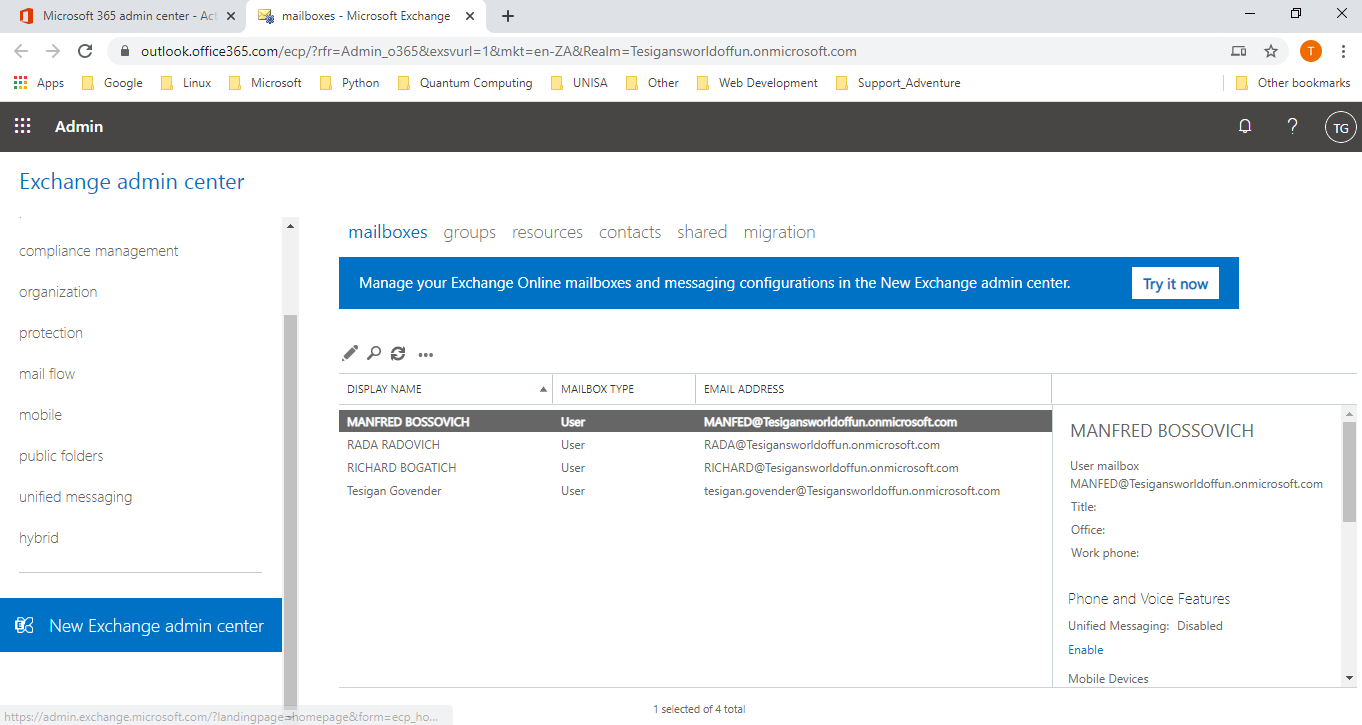 Microsoft 365 admin center - Act
mailboxes - Microsoft Exchange
outlook.office365.com/ecp/?rfr=Admin_o365&exsvurl=1&mkt=en-ZA&Realm=Tesigansworldoffun.onmicrosoft.com
T
Apps Google Linux Microsoft Python Quantum Computing UNISA Other Web Development Support_Adventure Other bookmarks
Admin
? TG
Exchange admin center
compliance management
organization
protection
mail flow
mobile
public folders
unified messaging
hybrid
New Exchange admin center
mailboxes groups resources contacts shared migration
Manage your Exchange Online mailboxes and messaging configurations in the New Exchange admin center. Try it now
DISPLAY NAME MAILBOX TYPE EMAIL ADDRESS
MANFRED BOSSOVICH User MANFED@Tesigansworldoffun.onmicrosoft.com
RADA RADOVICH User RADA@Tesigansworldoffun.onmicrosoft.com
RICHARD BOGATICH User RICHARD@Tesigansworldoffun.onmicrosoft.com
Tesigan Govender User tesigan.govender@Tesigansworldoffun.onmicrosoft.com
MANFRED BOSSOVICH
User mailbox
MANFED@Tesigansworldoffun.onmicrosoft.com
Title:
Office:
Work phone:
Phone and Voice Features
Unified Messaging: Disabled
Enable
Mobile Devices
1 selected of 4 total
https://admin.exchange.microsoft.com/?landingpage=homepage&form=ecp_ho...